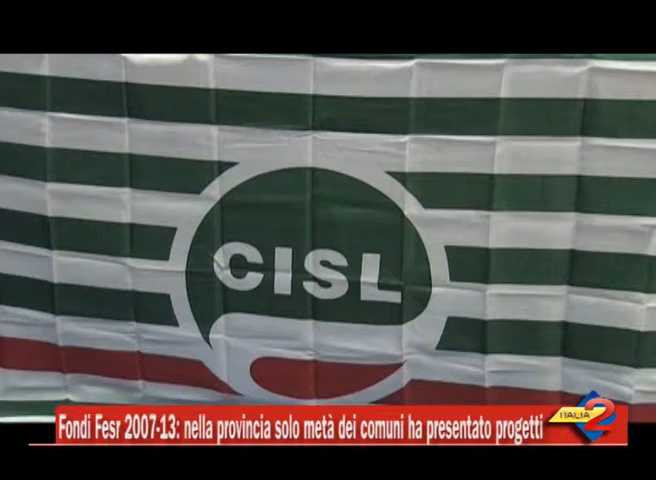 CISL
Fondi Fesr 2007-13: nella provincia solo metà dei comuni ha presentato progetti
ITALIA 2